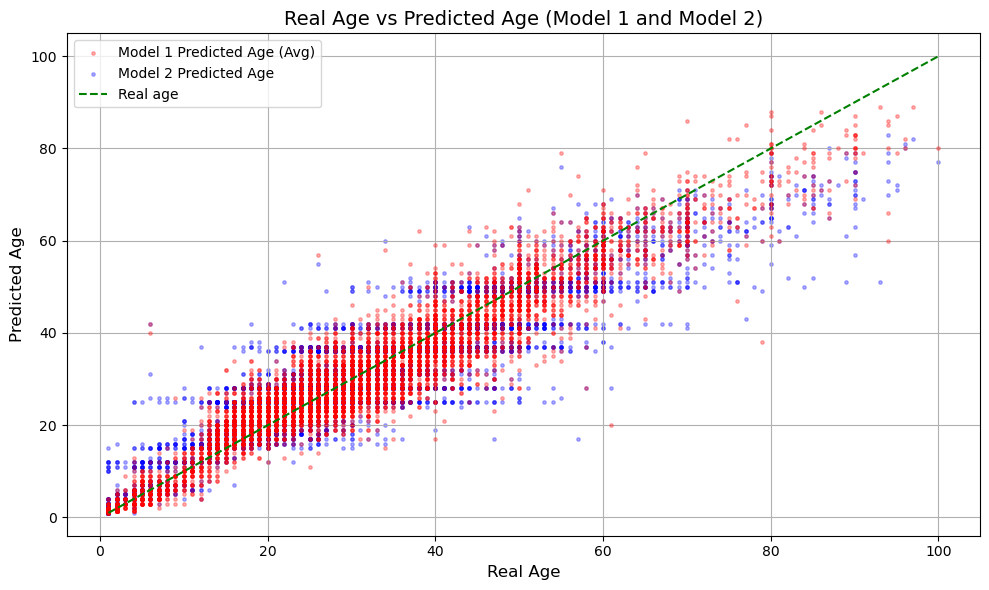 Real Age vs Predicted Age (Model 1 and Model 2)
Model 1 Predicted Age (Avg)
Model 2 Predicted Age
Real age
100
80
60
40
20
0
Predicted Age
0
20
40
60
80
100
Real Age